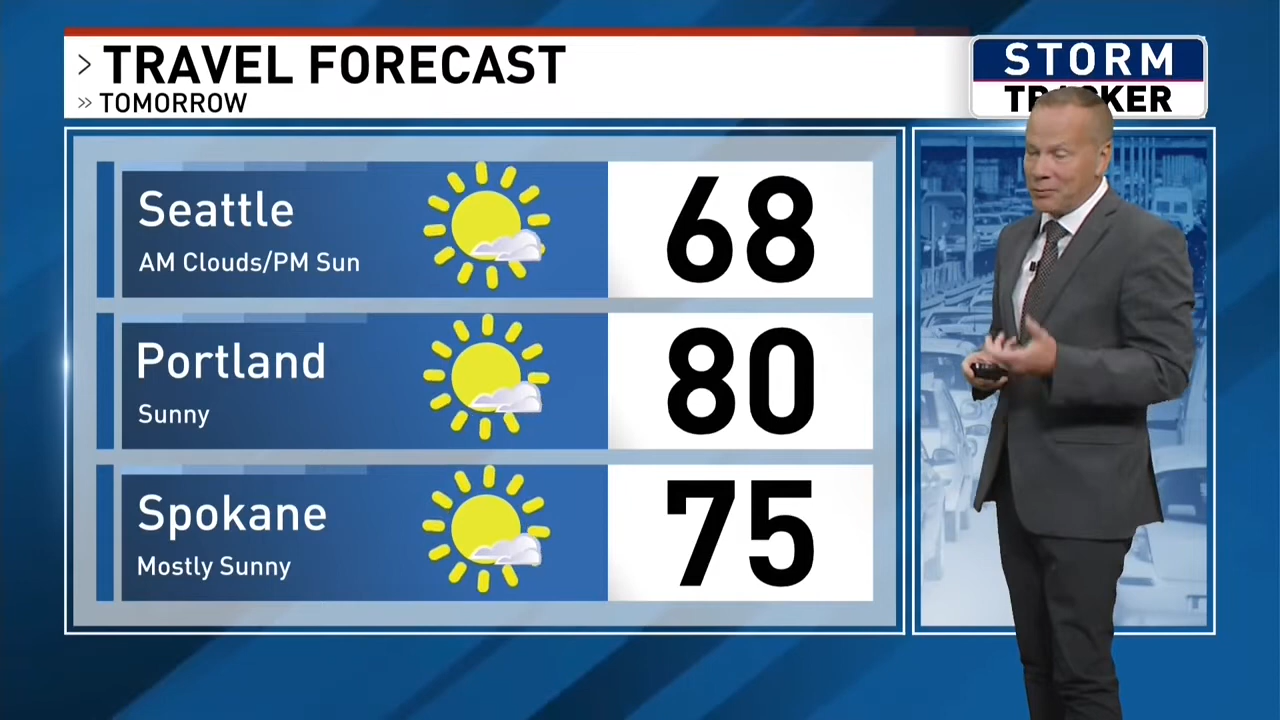 > TRAVEL FORECAST
>> TOMORROW
STORM
Seattle
AM Clouds/PM Sun
68
Portland
Sunny
80
Spokane
Mostly Sunny
75